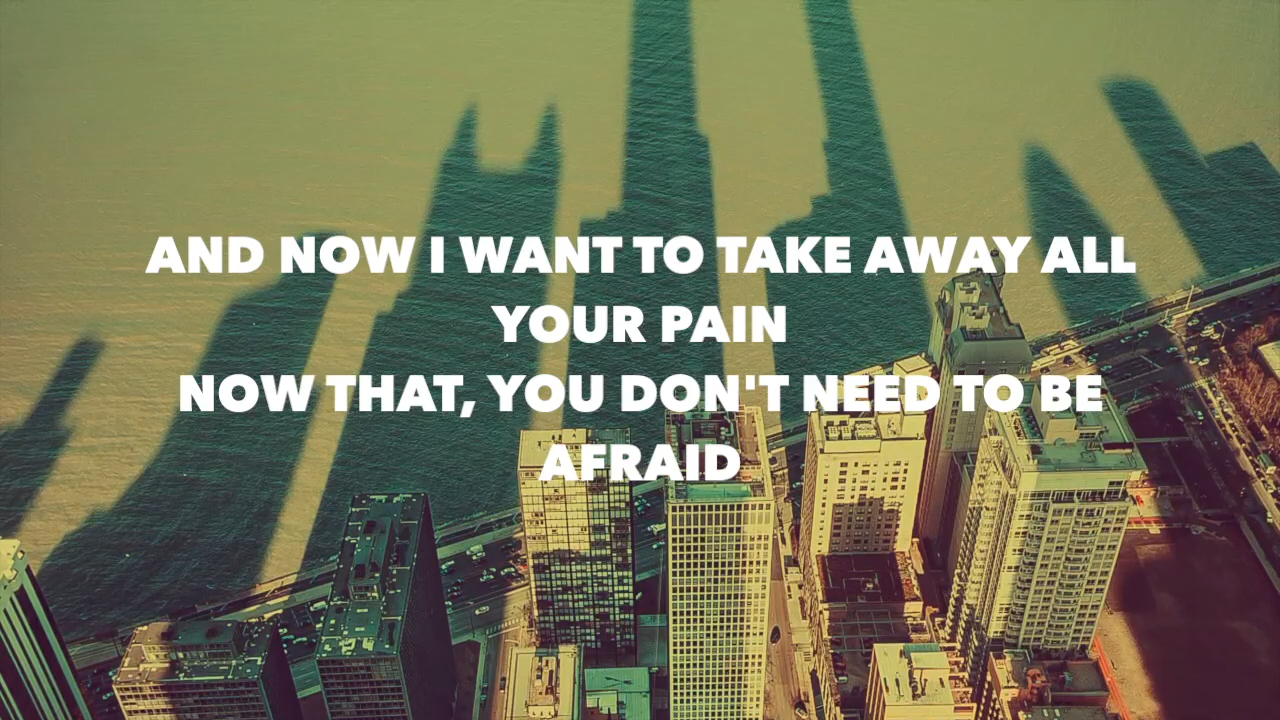 AND NOW I WANT TO TAKE AWAY ALL
YOUR PAIN
NOW THAT, YOU DON'T NEED TO BE
AFRAID